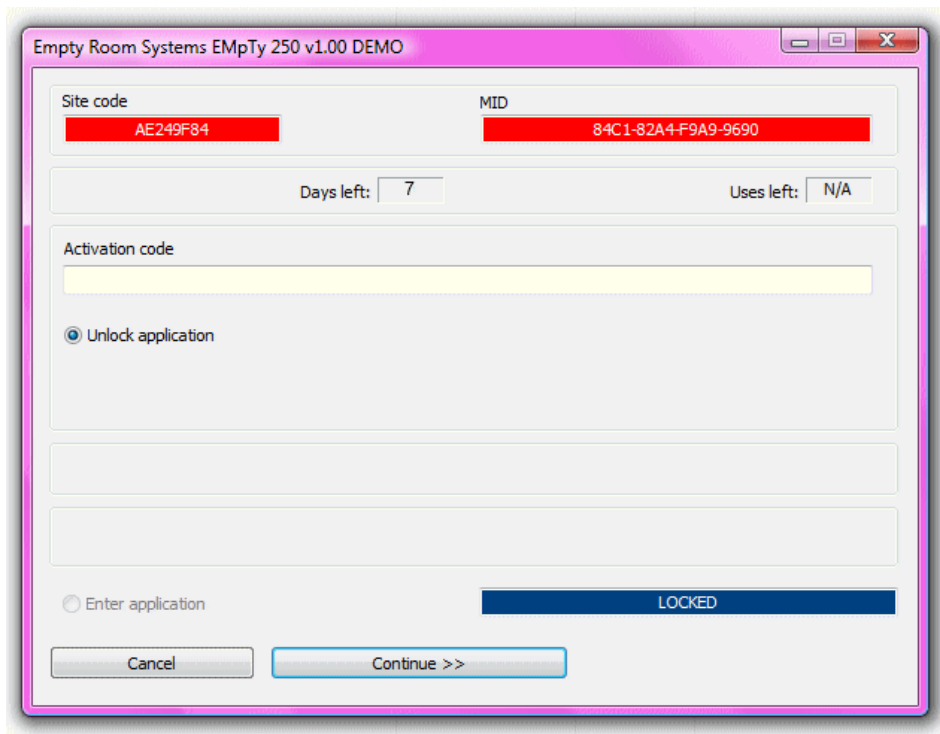 Empty Room Systems EMpTy 250 v1.00 DEMO
Site code MID
AE249F84 84C1-82A4-F9A9-9690
Days left: 7 Uses left: N/A
Activation code
Unlock application
Enter application LOCKED
Cancel Continue >>